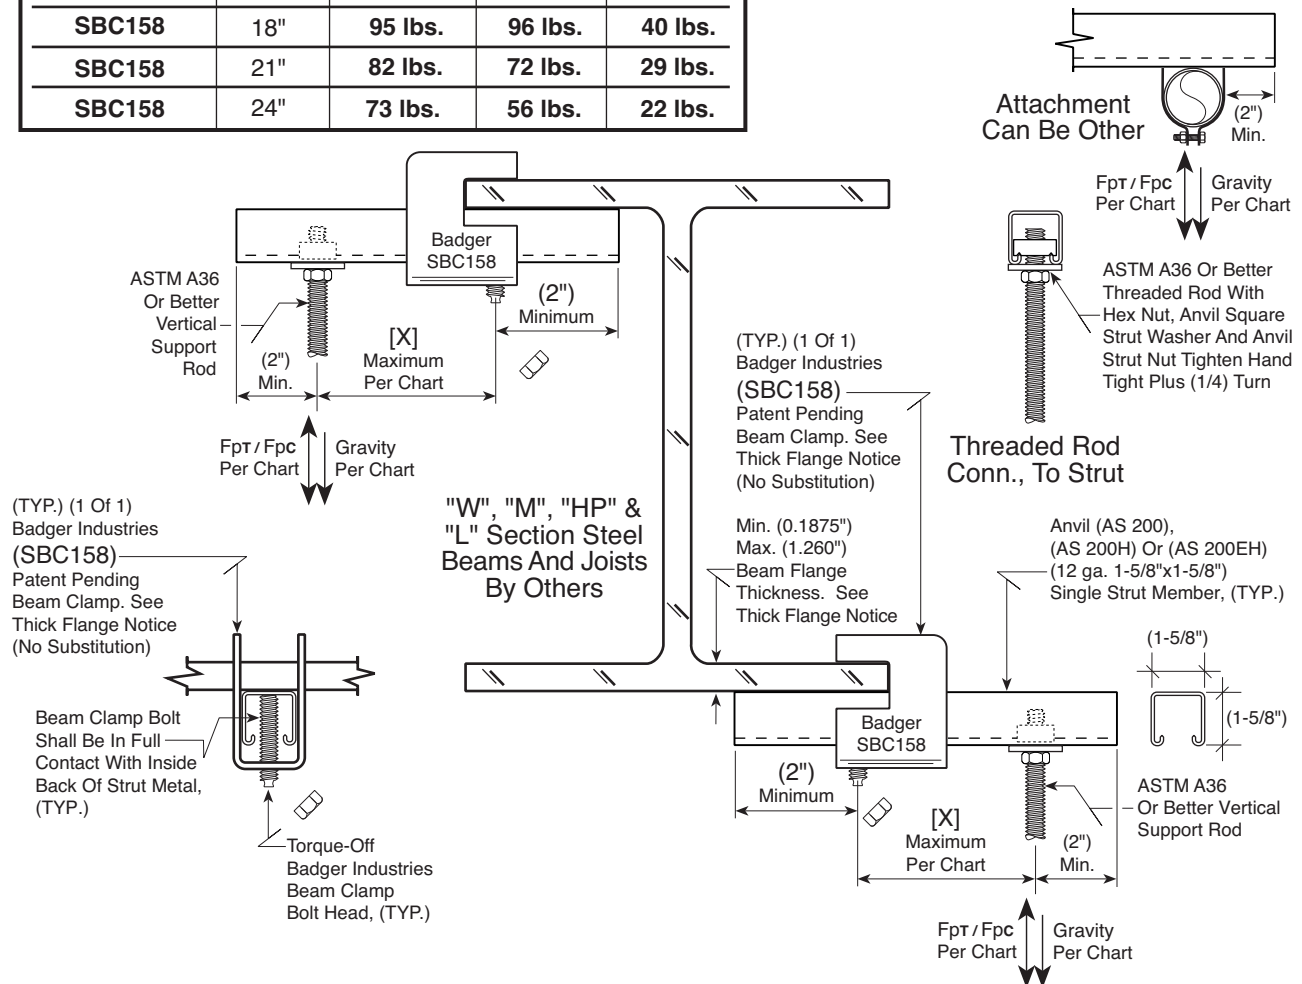 SBC158 18" 95 lbs. 96 lbs. 40 lbs.
SBC158 21" 82 lbs. 72 lbs. 29 lbs.
SBC158 24" 73 lbs. 56 lbs. 22 lbs.
Attachment
Can Be Other
(2")
Min.
FpT / FpC
Per Chart
Gravity
Per Chart
ASTM A36 Or Better
Threaded Rod With
Hex Nut, Anvil Square
Strut Washer And Anvil
Strut Nut Tighten Hand
Tight Plus (1/4) Turn
Threaded Rod
Conn., To Strut
Badger
SBC158
ASTM A36
Or Better
Vertical
Support
Rod
(2")
Min.
[X]
Maximum
Per Chart
(2")
Minimum
FpT / FpC
Per Chart
Gravity
Per Chart
(TYP.) (1 Of 1)
Badger Industries
(SBC158)
Patent Pending
Beam Clamp. See
Thick Flange Notice
(No Substitution)
"W", "M", "HP" &
"L" Section Steel
Beams And Joists
By Others
(TYP.) (1 Of 1)
Badger Industries
(SBC158)
Patent Pending
Beam Clamp. See
Thick Flange Notice
(No Substitution)
Min. (0.1875")
Max. (1.260")
Beam Flange
Thickness. See
Thick Flange Notice
Anvil (AS 200),
(AS 200H) Or (AS 200EH)
(12 ga. 1-5/8"x1-5/8")
Single Strut Member, (TYP.)
(1-5/8")
(1-5/8")
Beam Clamp Bolt
Shall Be In Full
Contact With Inside
Back Of Strut Metal,
(TYP.)
Torque-Off
Badger Industries
Beam Clamp
Bolt Head, (TYP.)
Badger
SBC158
(2")
Minimum
[X]
Maximum
Per Chart
(2")
Min.
ASTM A36
Or Better Vertical
Support Rod
FpT / FpC
Per Chart
Gravity
Per Chart